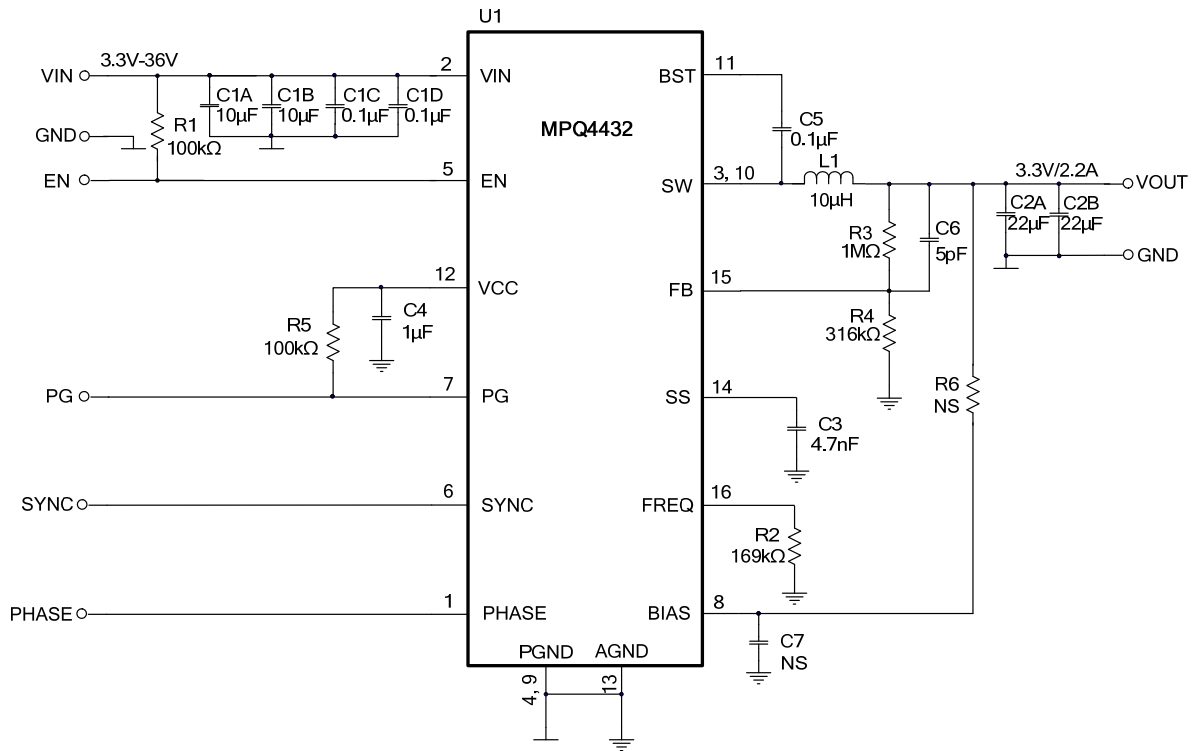 U1
VIN
3.3V-36V
2
VIN
C1A
10µF
C1B
10µF
C1C
0.1µF
C1D
0.1µF
GND
R1
100kΩ
EN
5
EN
MPQ4432
BST
11
C5
0.1µF
SW
3, 10
L1
10µH
3.3V/2.2A
VOUT
C2A
22µF
C2B
22µF
R3
1MΩ
C6
5pF
GND
12
VCC
C4
1µF
R5
100kΩ
FB
15
R4
316kΩ
PG
7
PG
SS
14
C3
4.7nF
R6
NS
SYNC
6
SYNC
FREQ
16
R2
169kΩ
PHASE
1
PHASE
BIAS
8
C7
NS
PGND
AGND
4, 9
13